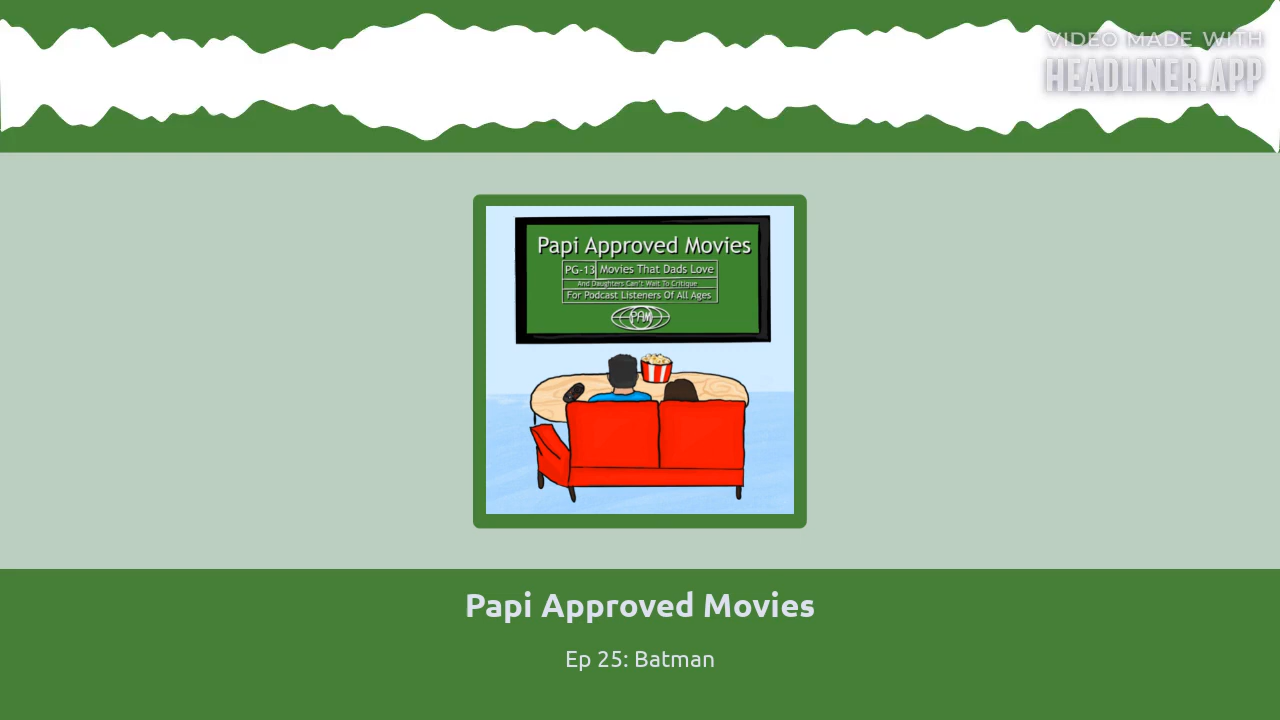 VIDEO MADE WITH
HEADLINER.APP
Papi Approved Movies
PG-13 Movies That Dads Love
And Daughters Can't Wait To Critique
For Podcast Listeners Of All Ages
PAM
Papi Approved Movies
Ep 25: Batman